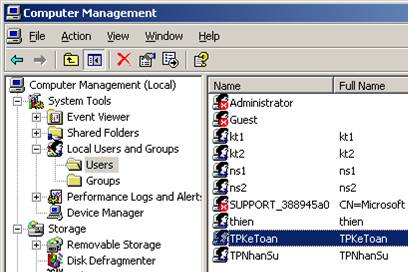 Computer Management
File Action View Window Help
Computer Management (Local)
System Tools
Event Viewer
Shared Folders
Local Users and Groups
Users
Groups
Performance Logs and Alerts
Device Manager
Storage
Removable Storage
Disk Defragmenter
Name Full Name
Administrator
Guest
kt1 kt1
kt2 kt2
ns1 ns1
ns2 ns2
SUPPORT_388945a0 CN=Microsoft
thien thien
TPKeToan TPKeToan
TPNhanSu TPNhanSu